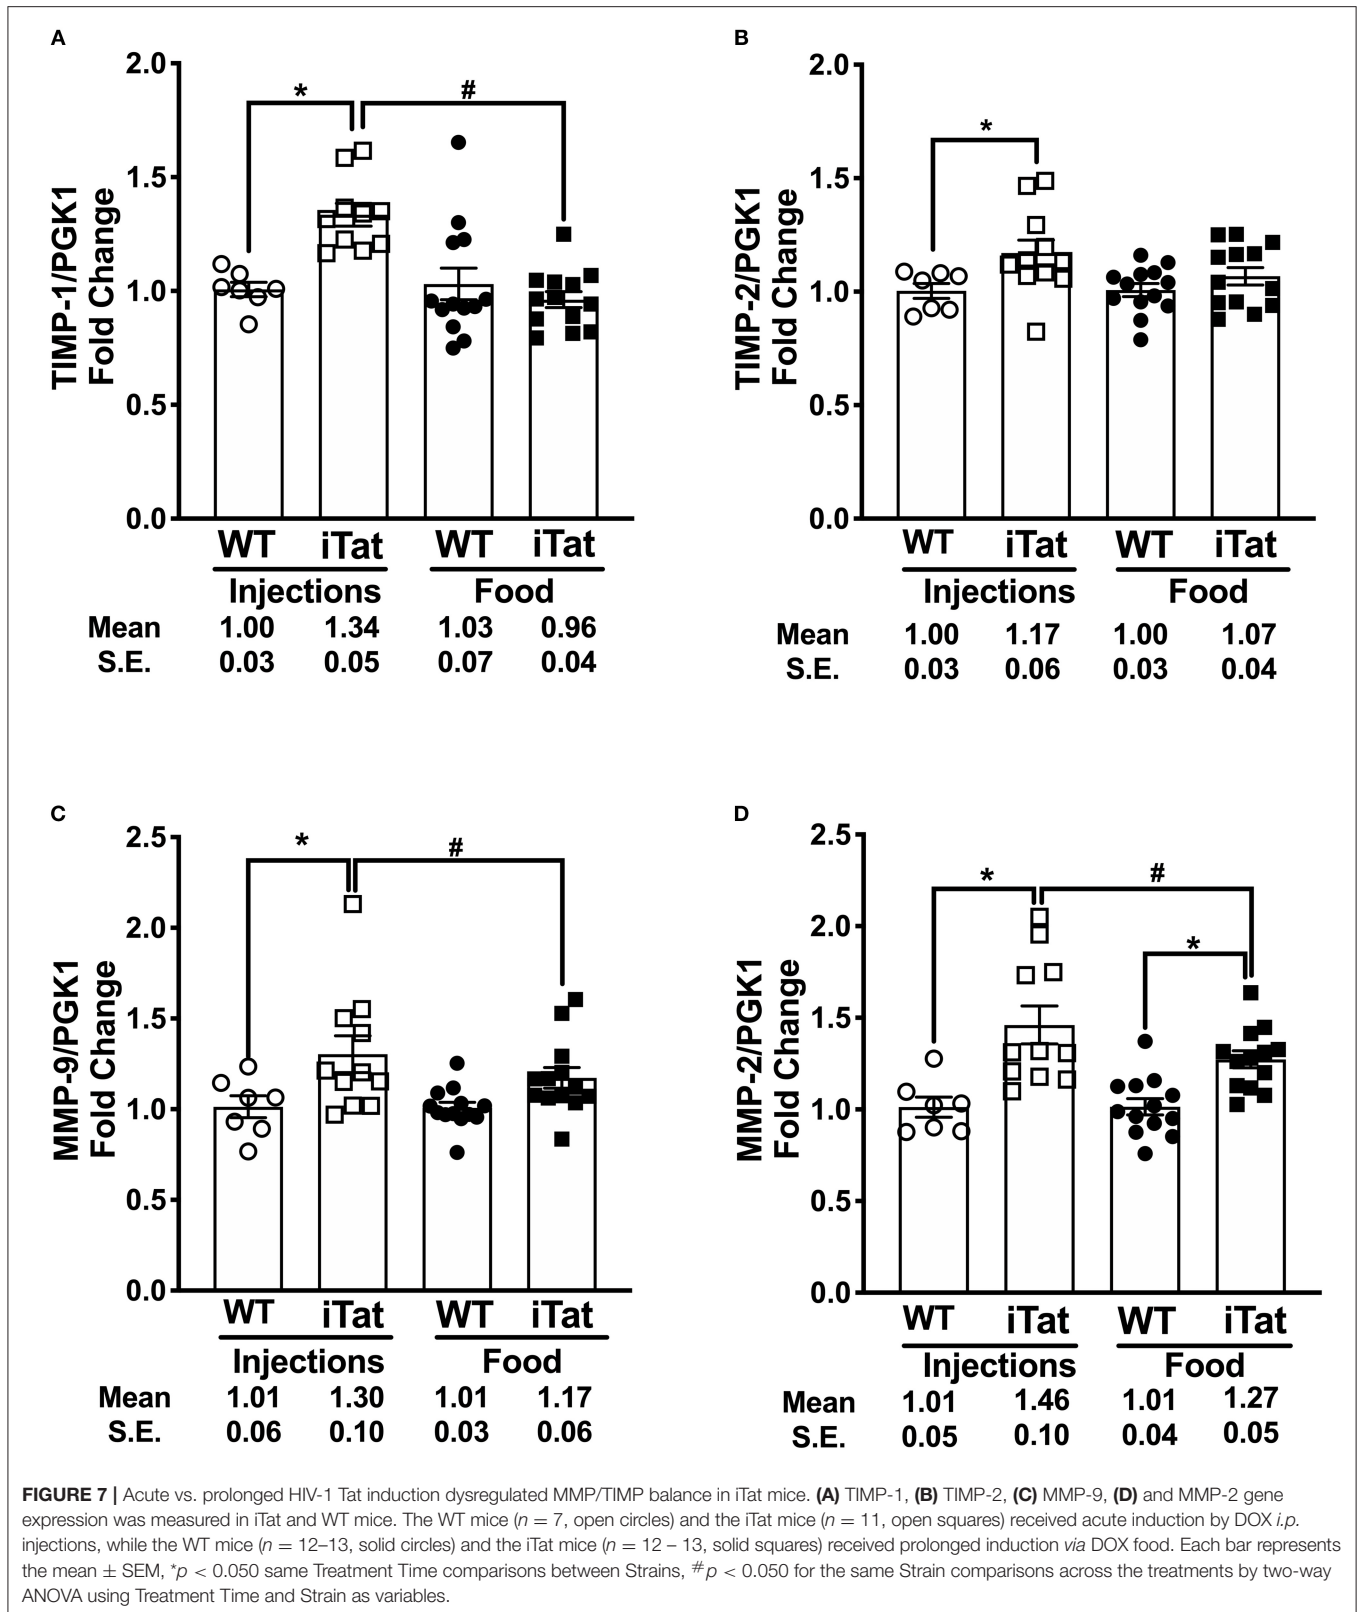 A
TIMP-1/PGK1
Fold Change
2.0
1.5
1.0
0.5
0.0
*
#
WT iTat WT iTat
Injections Food
Mean 1.00 1.34 1.03 0.96
S.E. 0.03 0.05 0.07 0.04
B
TIMP-2/PGK1
Fold Change
2.0
1.5
1.0
0.5
0.0
*
WT iTat WT iTat
Injections Food
Mean 1.00 1.17 1.00 1.07
S.E. 0.03 0.06 0.03 0.04
C
MMP-9/PGK1
Fold Change
2.5
2.0
1.5
1.0
0.5
0.0
*
#
WT iTat WT iTat
Injections Food
Mean 1.01 1.30 1.01 1.17
S.E. 0.06 0.10 0.03 0.06
D
MMP-2/PGK1
Fold Change
2.5
2.0
1.5
1.0
0.5
0.0
*
#
*
WT iTat WT iTat
Injections Food
Mean 1.01 1.46 1.01 1.27
S.E. 0.05 0.10 0.04 0.05
FIGURE 7 | Acute vs. prolonged HIV-1 Tat induction dysregulated MMP/TIMP balance in iTat mice. (A) TIMP-1, (B) TIMP-2, (C) MMP-9, (D) and MMP-2 gene
expression was measured in iTat and WT mice. The WT mice (n = 7, open circles) and the iTat mice (n = 11, open squares) received acute induction by DOX i.p.
injections, while the WT mice (n = 12–13, solid circles) and the iTat mice (n = 12 – 13, solid squares) received prolonged induction via DOX food. Each bar represents
the mean ± SEM, *p < 0.050 same Treatment Time comparisons between Strains, #p < 0.050 for the same Strain comparisons across the treatments by two-way
ANOVA using Treatment Time and Strain as variables.